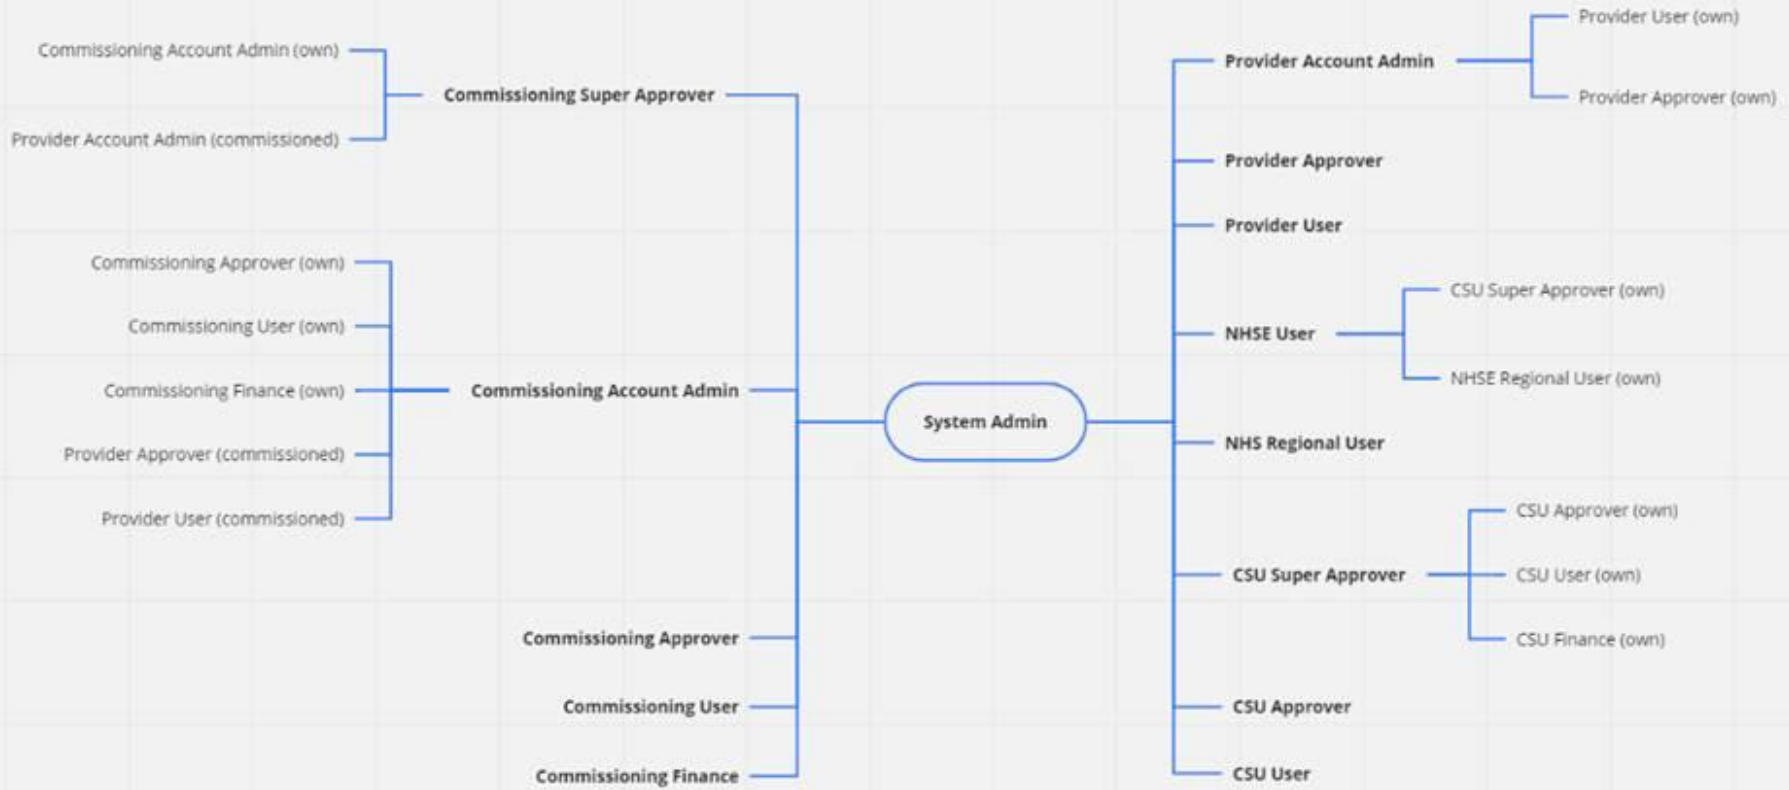 Commissioning Account Admin (own)
Commissioning Super Approver
Provider Account Admin (commissioned)
Commissioning Approver (own)
Commissioning User (own)
Commissioning Finance (own)
Commissioning Account Admin
Provider Approver (commissioned)
Provider User (commissioned)
Commissioning Approver
Commissioning User
Commissioning Finance
System Admin
Provider Account Admin
Provider User (own)
Provider Approver (own)
Provider Approver
Provider User
NHSE User
CSU Super Approver (own)
NHSE Regional User (own)
NHS Regional User
CSU Super Approver
CSU Approver (own)
CSU User (own)
CSU Finance (own)
CSU Approver
CSU User